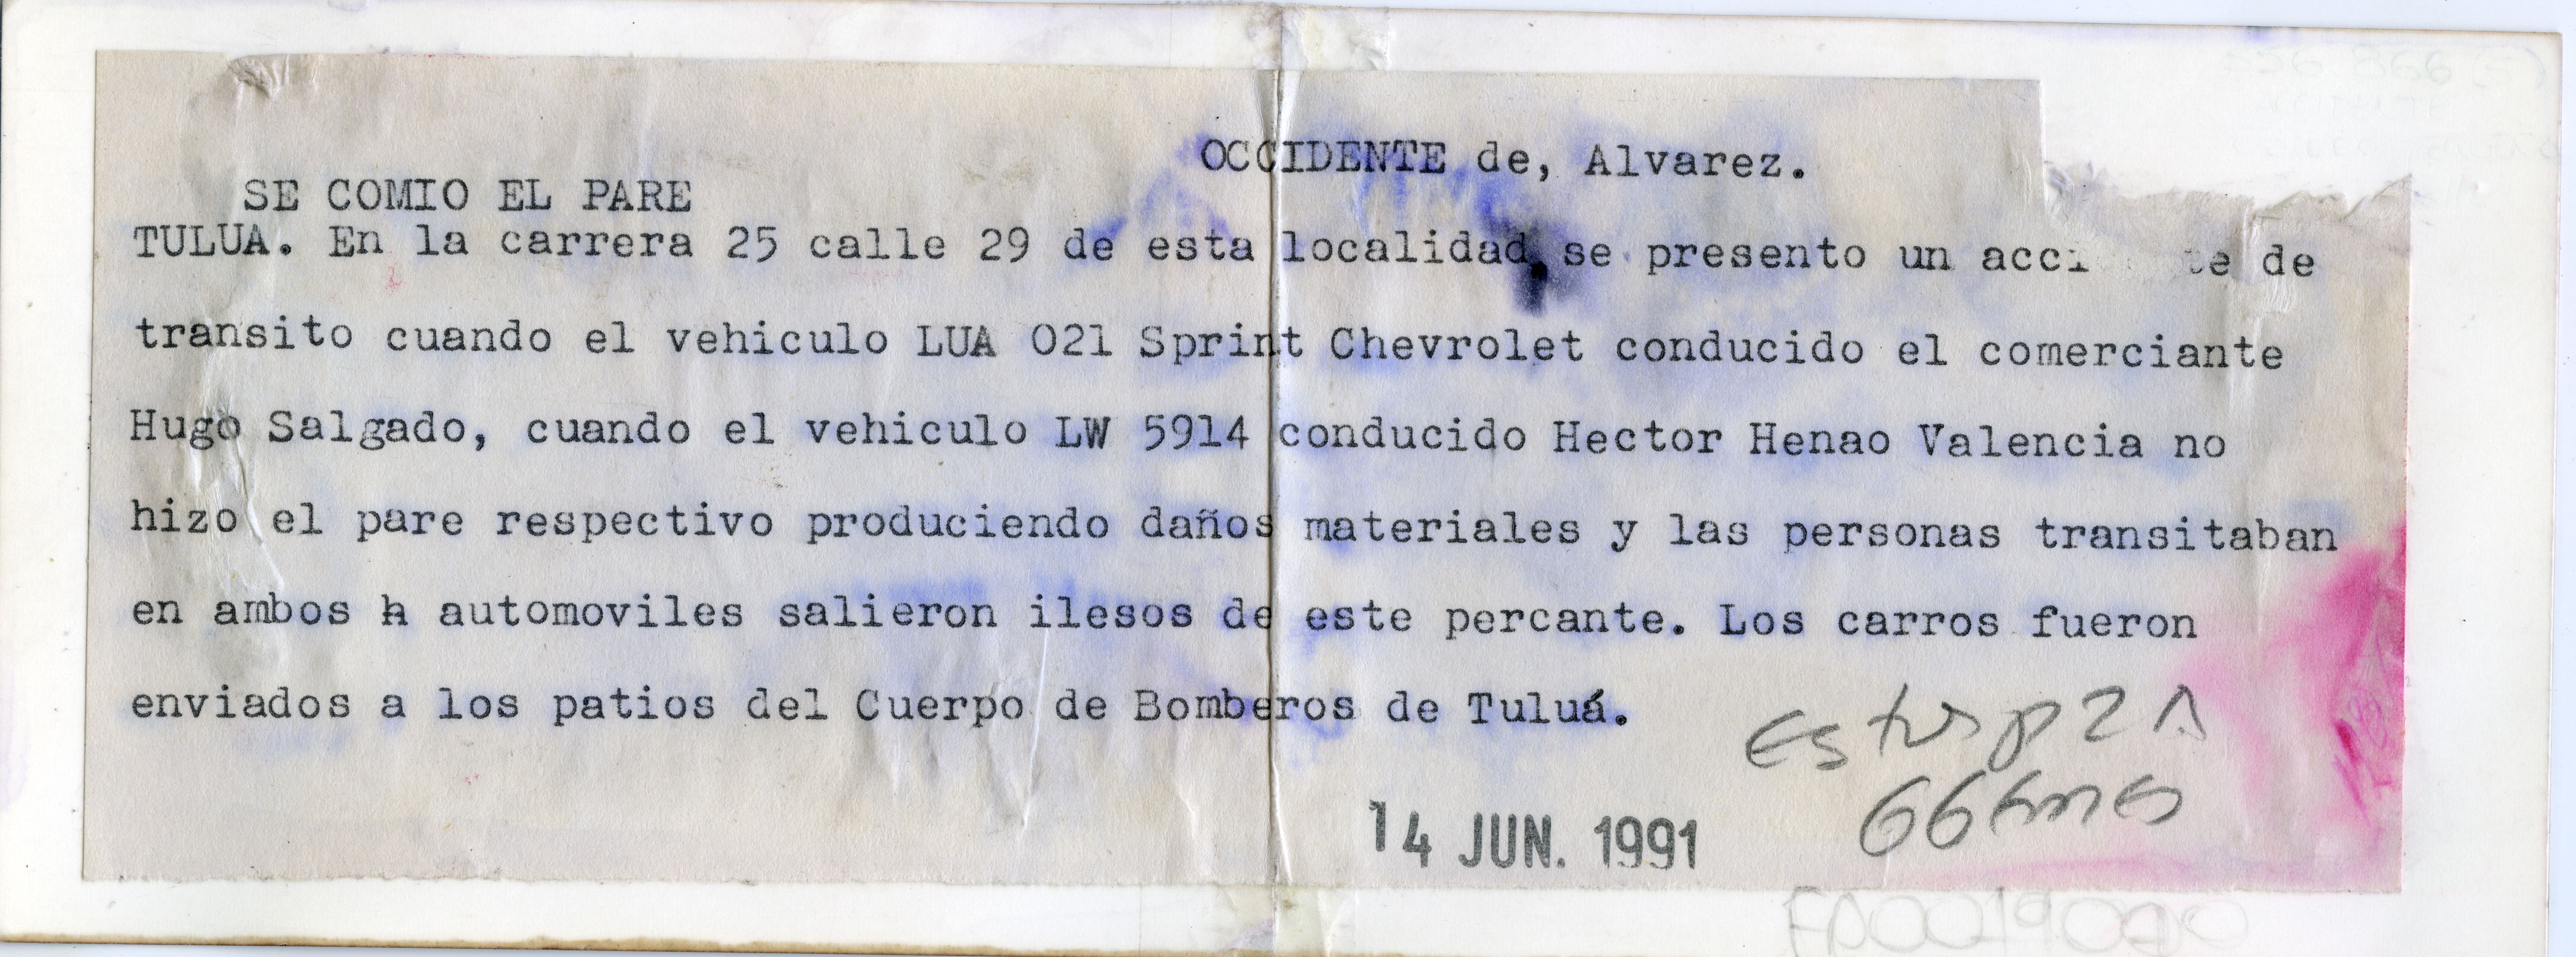 OCCIDENTE de, Alvarez.
SE COMIO EL PARE
TULUA. En la carrera 25 calle 29 de esta localidad, se presento un acci te de
transito cuando el vehiculo LUA 021 Sprint Chevrolet conducido el comerciante
Hugo Salgado, cuando el vehiculo LW 5914 conducido Hector Henao Valencia no
hizo el pare respectivo produciendo daños materiales y las personas transitaban
en ambos h automoviles salieron ilesos de este percante. Los carros fueron
enviados a los patios del Cuerpo de Bomberos de Tuluá.
14 JUN. 1991